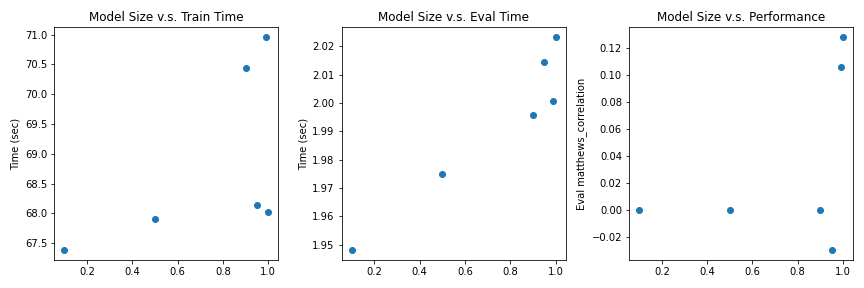 Model Size v.s. Train Time
Time (sec)
71.0
70.5
70.0
69.5
69.0
68.5
68.0
67.5
0.2 0.4 0.6 0.8 1.0
Model Size v.s. Eval Time
Time (sec)
2.02
2.01
2.00
1.99
1.98
1.97
1.96
1.95
0.2 0.4 0.6 0.8 1.0
Model Size v.s. Performance
Eval matthews_correlation
0.12
0.10
0.08
0.06
0.04
0.02
0.00
−0.02
0.2 0.4 0.6 0.8 1.0